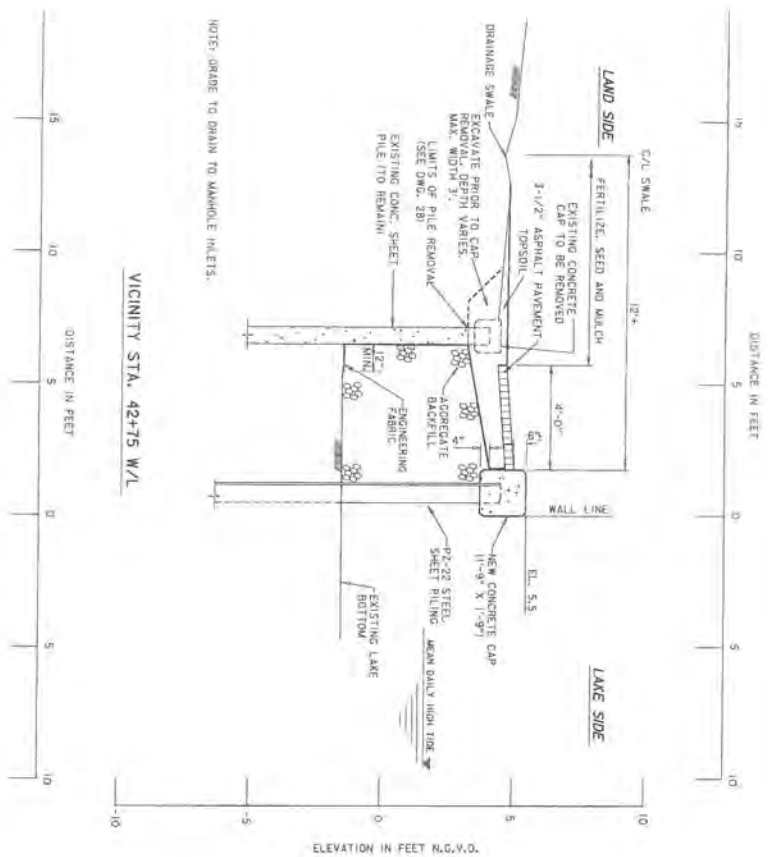 DISTANCE IN FEET
15
10
5
0
5
10
LAND SIDE
LAKE SIDE
C/L SWALE
12'±
FERTILIZE, SEED AND MULCH
4'-0"
6"
EXISTING CONCRETE
CAP TO BE REMOVED
3-1/2" ASPHALT PAVEMENT
TOPSOIL
WALL LINE
EL. 5.5
DRAINAGE SWALE
EXCAVATE PRIOR TO CAP
REMOVAL, DEPTH VARIES,
MAX. WIDTH 3'.
LIMITS OF PILE REMOVAL
(SEE DWG. 28)
EXISTING CONC. SHEET
PILE (TO REMAIN)
12"
MIN.
4"
AGGREGATE
BACKFILL
ENGINEERING
FABRIC
NEW CONCRETE CAP
(1'-9" X 1'-9")
PZ-22 STEEL
SHEET PILING
MEAN DAILY HIGH TIDE
EXISTING LAKE
BOTTOM
NOTE: GRADE TO DRAIN TO MANHOLE INLETS.
VICINITY STA. 42+75 W/L
15
10
5
0
5
10
DISTANCE IN FEET
10
5
0
-5
-10
ELEVATION IN FEET N.G.V.D.